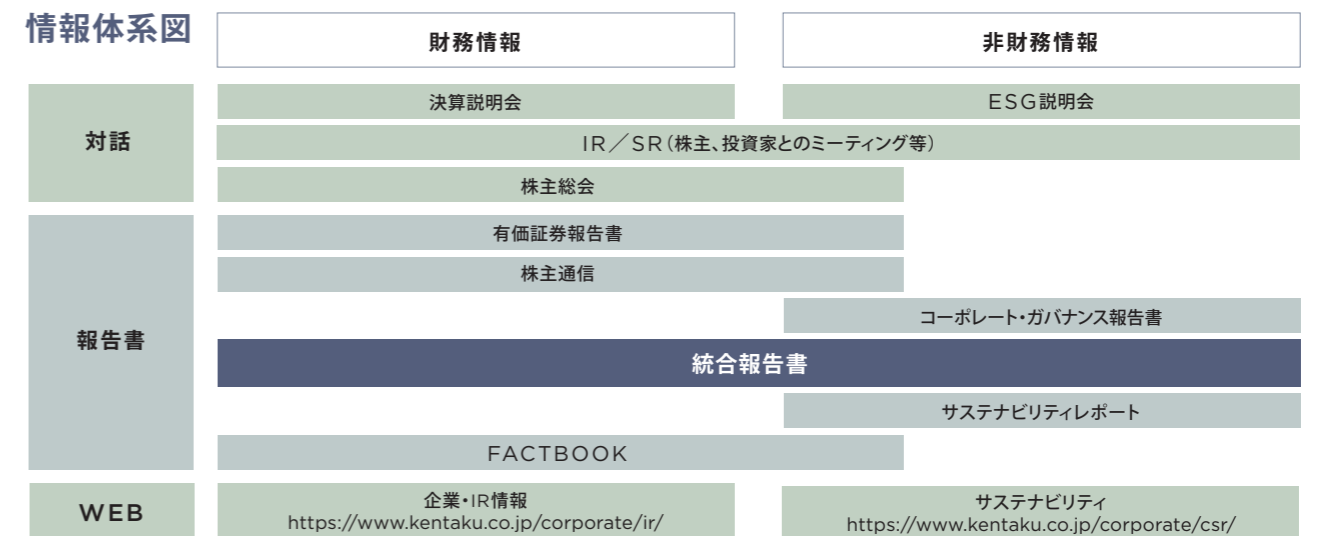 情報体系図
財務情報
非財務情報
対話
決算説明会
ESG説明会
IR／SR（株主、投資家とのミーティング等）
株主総会
報告書
有価証券報告書
株主通信
コーポレート・ガバナンス報告書
統合報告書
サステナビリティレポート
FACTBOOK
WEB
企業・IR情報
https://www.kentaku.co.jp/corporate/ir/
サステナビリティ
https://www.kentaku.co.jp/corporate/csr/